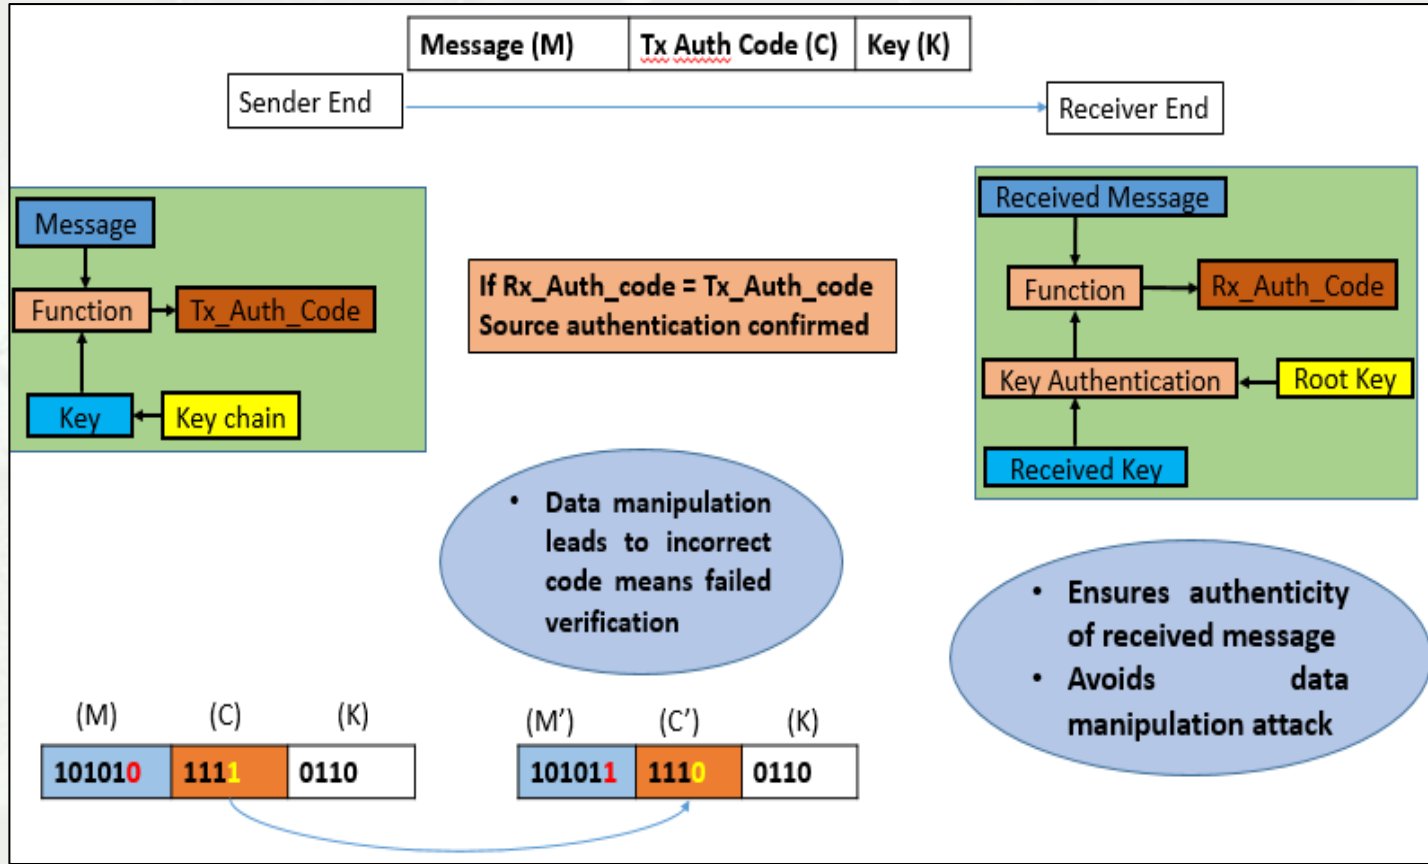 Message (M) Tx Auth Code (C) Key (K)
Sender End
Receiver End
Message
Function
Tx_Auth_Code
Key
Key chain
If Rx_Auth_code = Tx_Auth_code
Source authentication confirmed
Received Message
Function
Rx_Auth_Code
Key Authentication
Root Key
Received Key
• Data manipulation
leads to incorrect
code means failed
verification
• Ensures authenticity
of received message
• Avoids data
manipulation attack
(M) (C) (K)
101010 1111 0110
(M’) (C’) (K)
101011 1110 0110